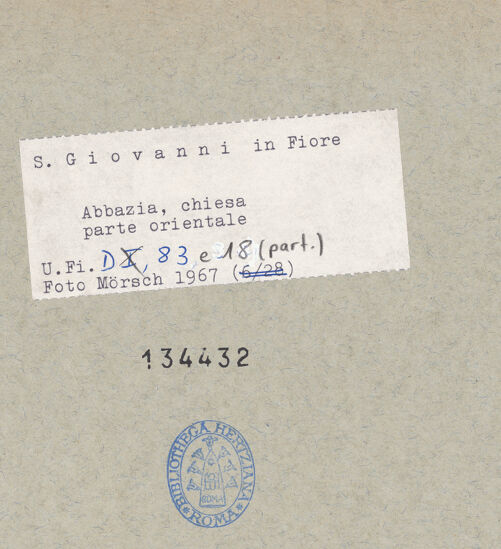 S. Giovanni in Fiore
Abbazia, chiesa
parte orientale
U.Fi. D I, 83, e 18 (part.)
Foto Mörsch 1967 (6/28)
134432
BIBLIOTHECA HERTZIANA
ROMA
ROMA